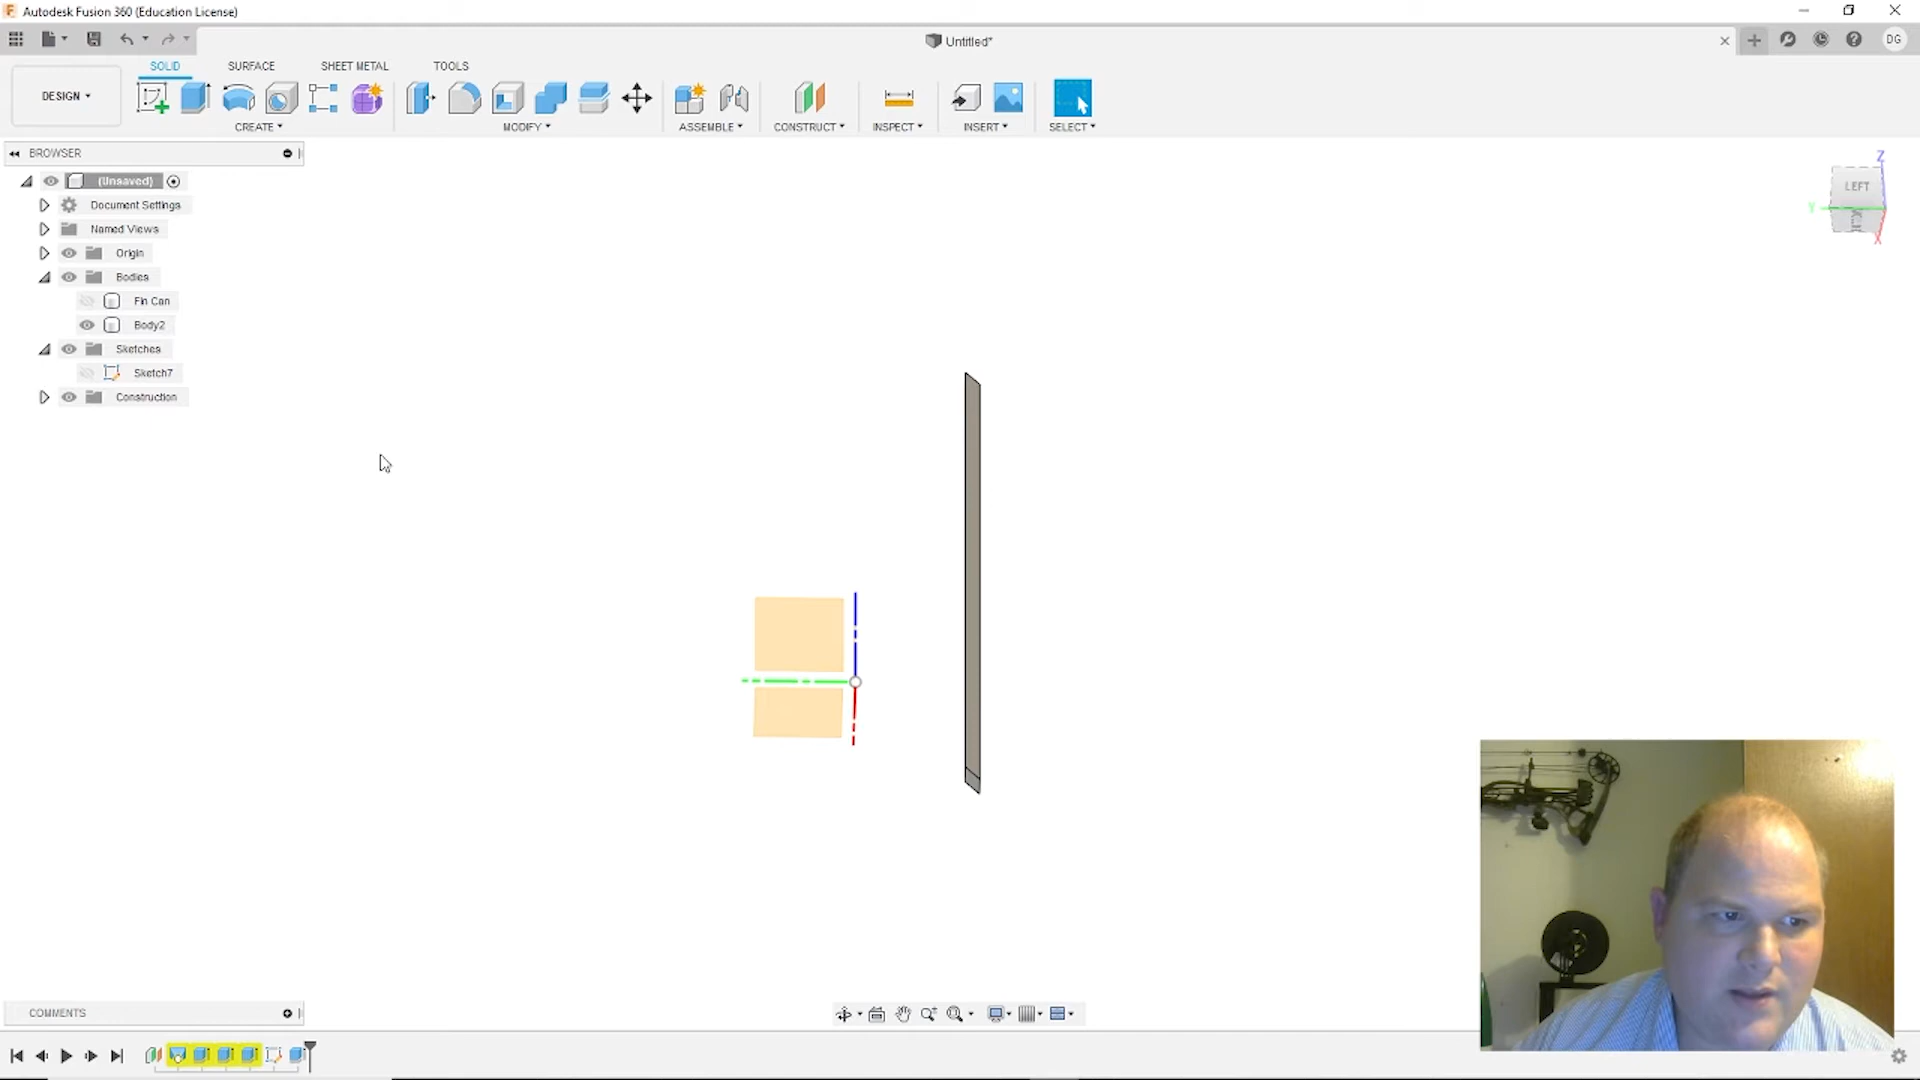 Autodesk Fusion 360 (Education License)
Untitled*
DG
DESIGN
SOLID
SURFACE
SHEET METAL
TOOLS
CREATE
MODIFY
ASSEMBLE
CONSTRUCT
INSPECT
INSERT
SELECT
BROWSER
(Unsaved)
Document Settings
Named Views
Origin
Bodies
Fin Can
Body2
Sketches
Sketch7
Construction
Z
LEFT
Y
X
COMMENTS